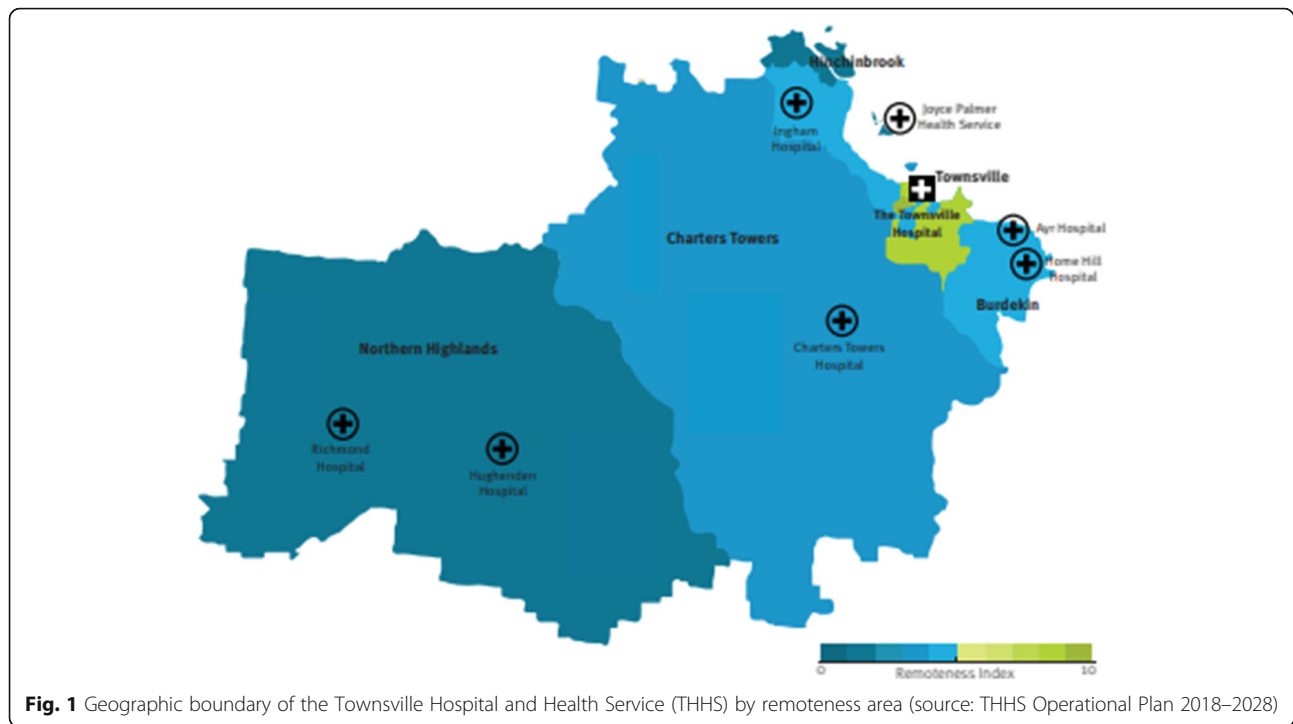 Hinchinbrook
Joyce Palmer
Health Service
Ingham
Hospital
Townsville
The Townsville
Hospital
Ayr Hospital
Home Hill
Hospital
Charters Towers
Burdekin
Charters Towers
Hospital
Northern Highlands
Richmond
Hospital
Hughenden
Hospital
0
10
Remoteness Index
Fig. 1 Geographic boundary of the Townsville Hospital and Health Service (THHS) by remoteness area (source: THHS Operational Plan 2018–2028)